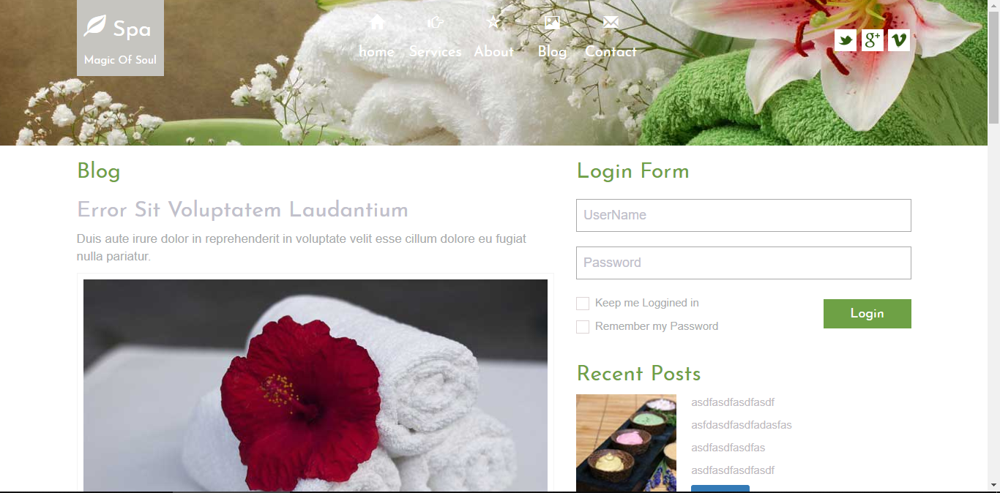 Spa
Magic Of Soul
home Services About Blog Contact
g+
Blog
Error Sit Voluptatem Laudantium
Duis aute irure dolor in reprehenderit in voluptate velit esse cillum dolore eu fugiat
nulla pariatur.
Login Form
UserName
Password
Keep me Loggined in
Remember my Password
Login
Recent Posts
asdfasdfasdfasdf
asfdasdfasdfadasfas
asdfasdfasdfas
asdfasdfasdfasdf